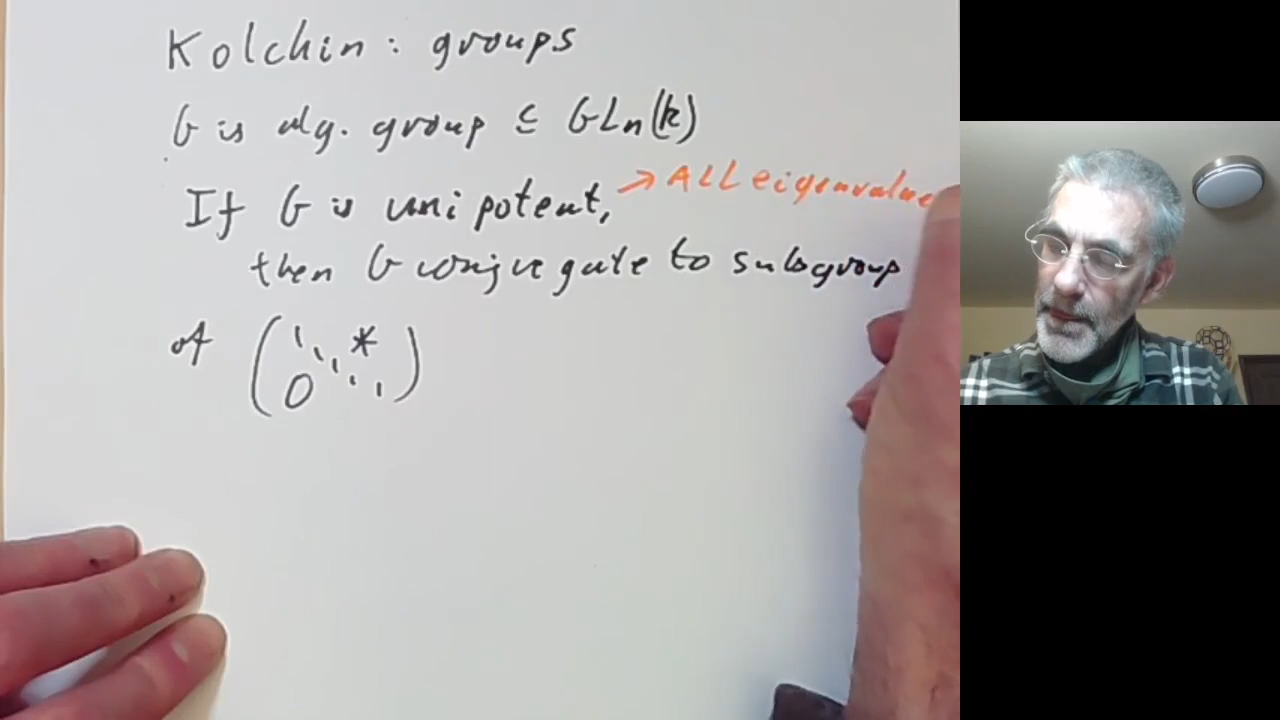 Kolchin: groups
G is alg. group ⊆ GLn(k)
If G is unipotent, → ALL eigenvalue
then G conjugate to subgroup
of ( 1 ⋱ 1 * 0 ⋱ 1 )